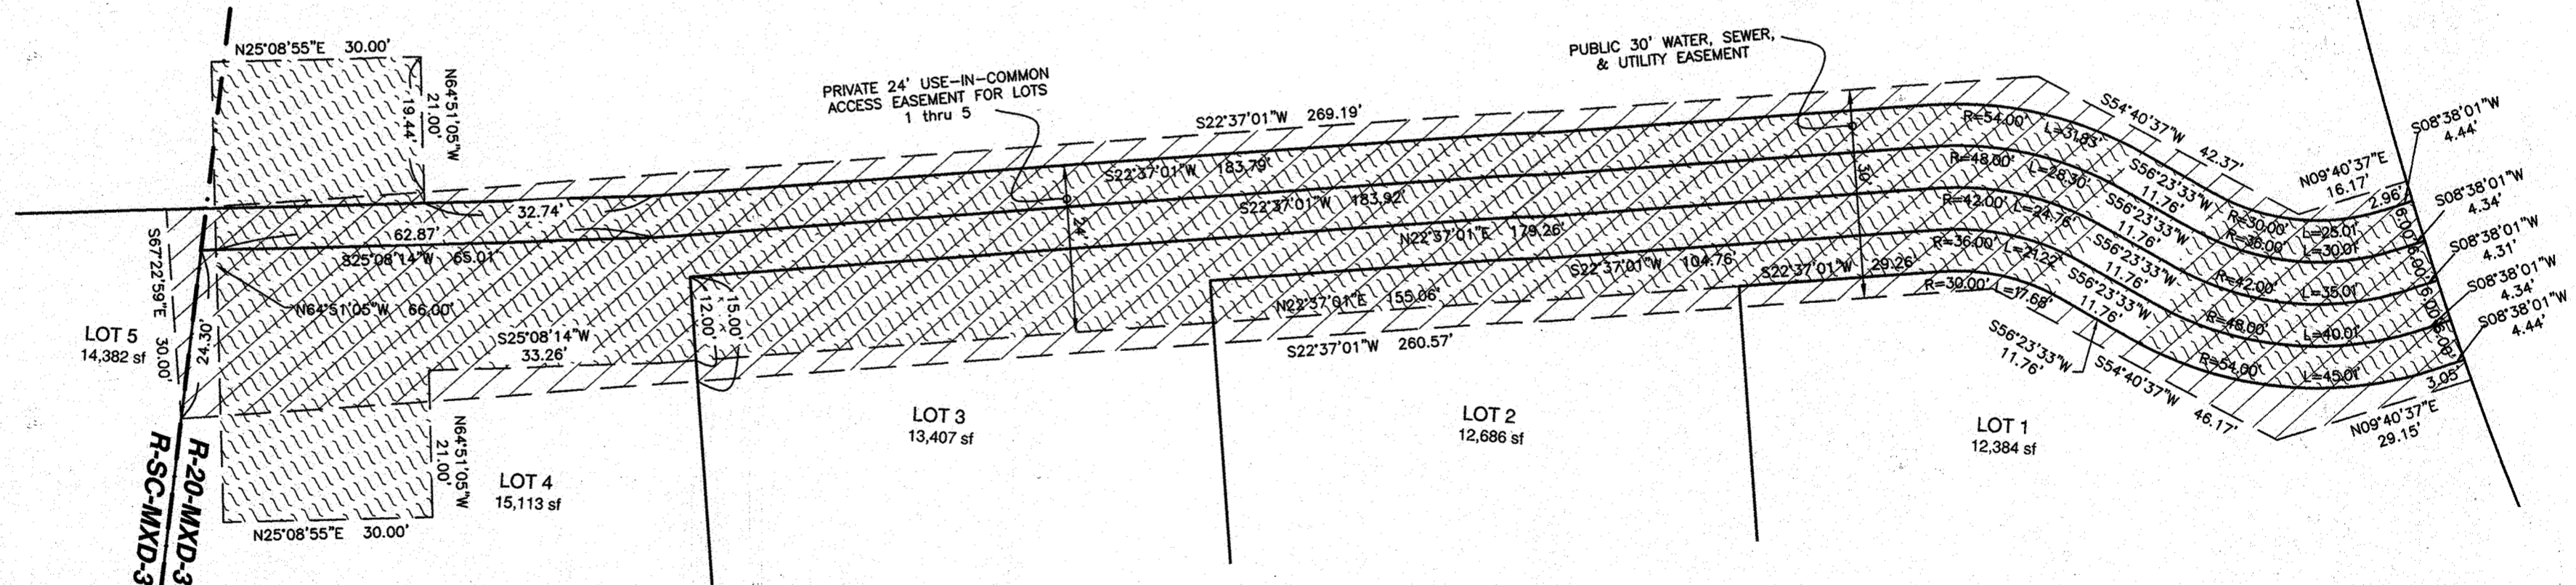 N25°08'55"E 30.00'
N64°51'05"W
21.00'
19.44'
PRIVATE 24' USE-IN-COMMON
ACCESS EASEMENT FOR LOTS
1 thru 5
S22°37'01"W 269.19'
PUBLIC 30' WATER, SEWER,
& UTILITY EASEMENT
S54°40'37"W 42.37'
N09°40'37"E
16.17'
2.96'
S08°38'01"W
4.44'
S08°38'01"W
4.34'
S08°38'01"W
4.31'
S08°38'01"W
4.34'
S08°38'01"W
4.44'
R=54.00' L=31.83'
S56°23'33"W
11.76'
R=30.00' L=25.01'
6.00'
S22°37'01"W 183.79'
32.74'
R=48.00' L=28.30'
S56°23'33"W
11.76'
R=36.00' L=30.01'
6.00'
62.87'
S22°37'01"W 183.92'
R=42.00' L=24.76'
S56°23'33"W
11.76'
R=42.00' L=35.01'
6.00'
S25°08'14"W 65.01'
N22°37'01"E 179.26'
24'
30'
R=36.00' L=21.22'
S56°23'33"W
11.76'
R=48.00' L=40.01'
6.00'
S22°37'01"W 104.76'
S22°37'01"W 29.26'
R=30.00' L=17.68'
S56°23'33"W
11.76'
R=54.00' L=45.01'
3.05'
S67°22'59"E 30.00'
24.30'
N64°51'05"W 66.00'
12.00'
15.00'
N22°37'01"E 155.06'
S25°08'14"W
33.26'
S22°37'01"W 260.57'
S54°40'37"W 46.17'
N09°40'37"E
29.15'
LOT 5
14,382 sf
LOT 3
13,407 sf
LOT 2
12,686 sf
LOT 1
12,384 sf
N64°51'05"W
21.00'
LOT 4
15,113 sf
N25°08'55"E 30.00'
R-20-MXD-3
R-SC-MXD-3